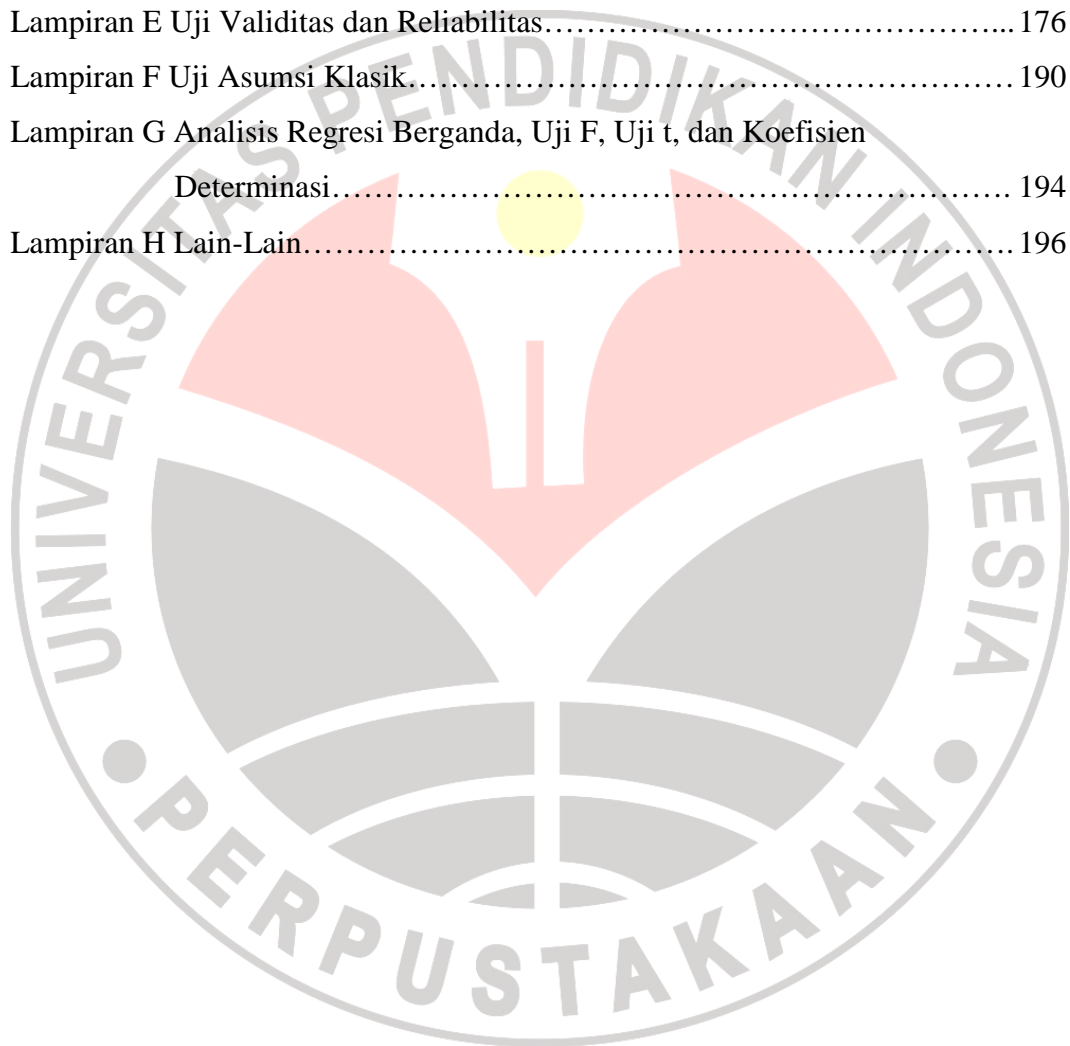 Lampiran E Uji Validitas dan Reliabilitas…………………………………………... 176
Lampiran F Uji Asumsi Klasik…………………………………………………… 190
Lampiran G Analisis Regresi Berganda, Uji F, Uji t, dan Koefisien
Determinasi…………………………………………………………. 194
Lampiran H Lain-Lain……………………………………………………………. 196
UNIVERSITAS PENDIDIKAN INDONESIA
PERPUSTAKAAN